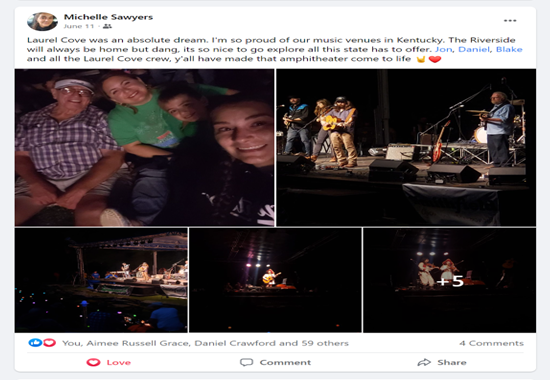 Michelle Sawyers
June 11 ·
Laurel Cove was an absolute dream. I'm so proud of our music venues in Kentucky. The Riverside
will always be home but dang, its so nice to go explore all this state has to offer. Jon, Daniel, Blake
and all the Laurel Cove crew, y'all have made that amphitheater come to life 🤘❤️
+5
You, Aimee Russell Grace, Daniel Crawford and 59 others
4 Comments
Love
Comment
Share